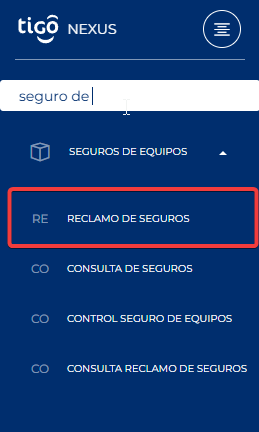 tigo NEXUS
seguro de
SEGUROS DE EQUIPOS
RE RECLAMO DE SEGUROS
CO CONSULTA DE SEGUROS
CO CONTROL SEGURO DE EQUIPOS
CO CONSULTA RECLAMO DE SEGUROS